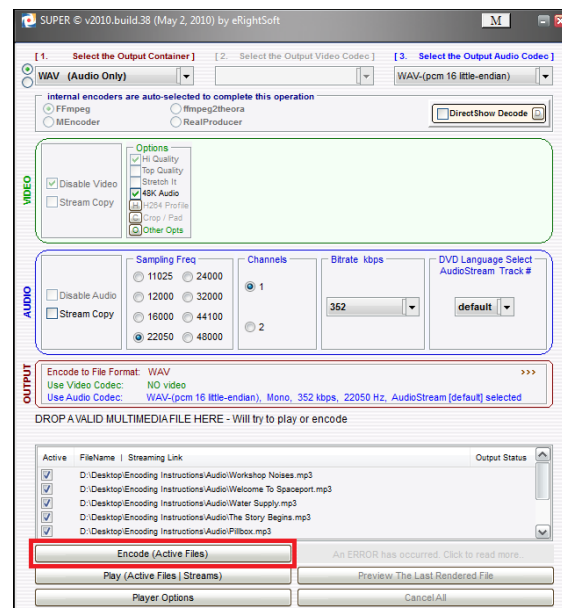 SUPER © v2010.build.38 (May 2, 2010) by eRightSoft M
[ 1. Select the Output Container ] [ 2. Select the Output Video Codec ] [ 3. Select the Output Audio Codec ]
WAV (Audio Only) WAV-(pcm 16 little-endian)
internal encoders are auto-selected to complete this operation
FFmpeg ffmpeg2theora
MEncoder RealProducer
DirectShow Decode D
VIDEO
Disable Video
Stream Copy
Options
Hi Quality
Top Quality
Stretch It
48K Audio
H H264 Profile
C Crop / Pad
O Other Opts
AUDIO
Disable Audio
Stream Copy
Sampling Freq
11025 24000
12000 32000
16000 44100
22050 48000
Channels
1
2
Bitrate kbps
352
DVD Language Select
AudioStream Track #
default
OUTPUT
Encode to File Format: WAV >>>
Use Video Codec: NO video
Use Audio Codec: WAV-(pcm 16 little-endian), Mono, 352 kbps, 22050 Hz, AudioStream [default] selected
DROP A VALID MULTIMEDIA FILE HERE - Will try to play or encode
Active FileName | Streaming Link Output Status
D:\Desktop\Encoding Instructions\Audio\Workshop Noises.mp3
D:\Desktop\Encoding Instructions\Audio\Welcome To Spaceport.mp3
D:\Desktop\Encoding Instructions\Audio\Water Supply.mp3
D:\Desktop\Encoding Instructions\Audio\The Story Begins.mp3
D:\Desktop\Encoding Instructions\Audio\Pillbox.mp3
Encode (Active Files) An ERROR has occurred. Click to read more..
Play (Active Files | Streams) Preview The Last Rendered File
Player Options Cancel All